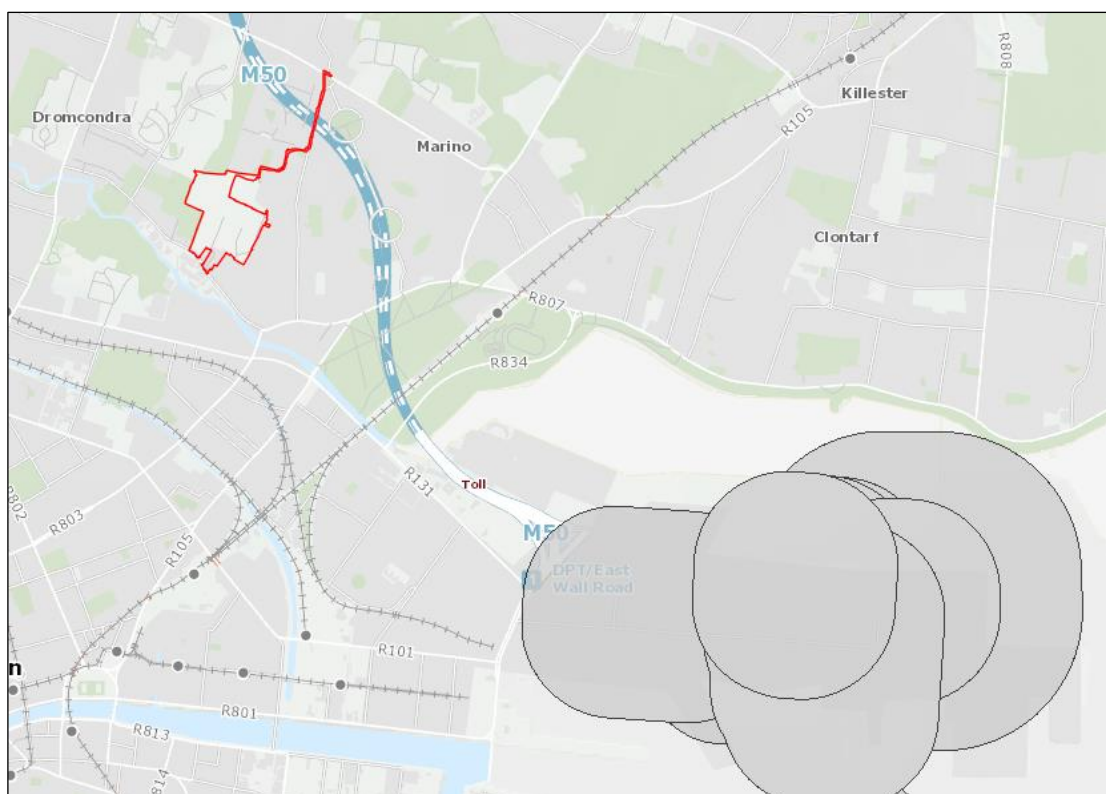 M50
R808
Killester
Dromcondra
R105
Marino
Clontarf
R807
R834
R131
Toll
R802
R803
M50
R105
DPT/East
Wall Road
n
R101
R801
R813
R814